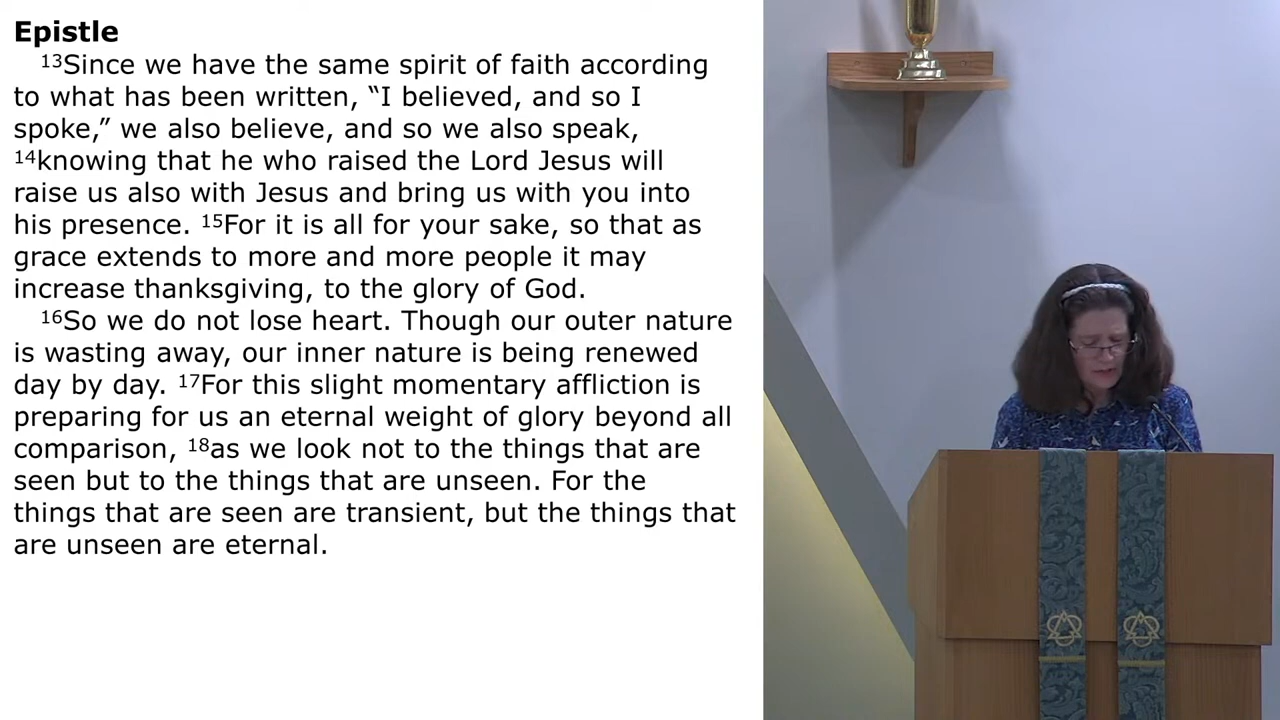 Epistle
¹³Since we have the same spirit of faith according
to what has been written, “I believed, and so I
spoke,” we also believe, and so we also speak,
¹⁴knowing that he who raised the Lord Jesus will
raise us also with Jesus and bring us with you into
his presence. ¹⁵For it is all for your sake, so that as
grace extends to more and more people it may
increase thanksgiving, to the glory of God.
¹⁶So we do not lose heart. Though our outer nature
is wasting away, our inner nature is being renewed
day by day. ¹⁷For this slight momentary affliction is
preparing for us an eternal weight of glory beyond all
comparison, ¹⁸as we look not to the things that are
seen but to the things that are unseen. For the
things that are seen are transient, but the things that
are unseen are eternal.